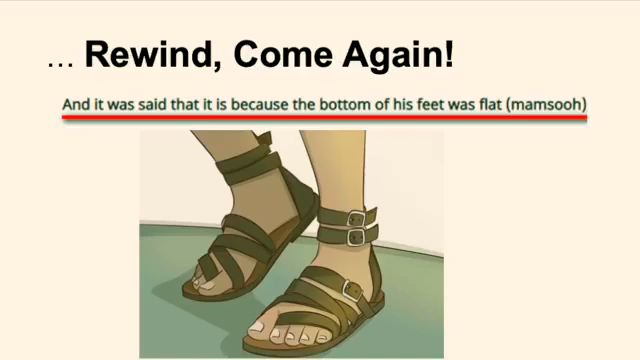 ... Rewind, Come Again!
And it was said that it is because the bottom of his feet was flat (mamsooh)